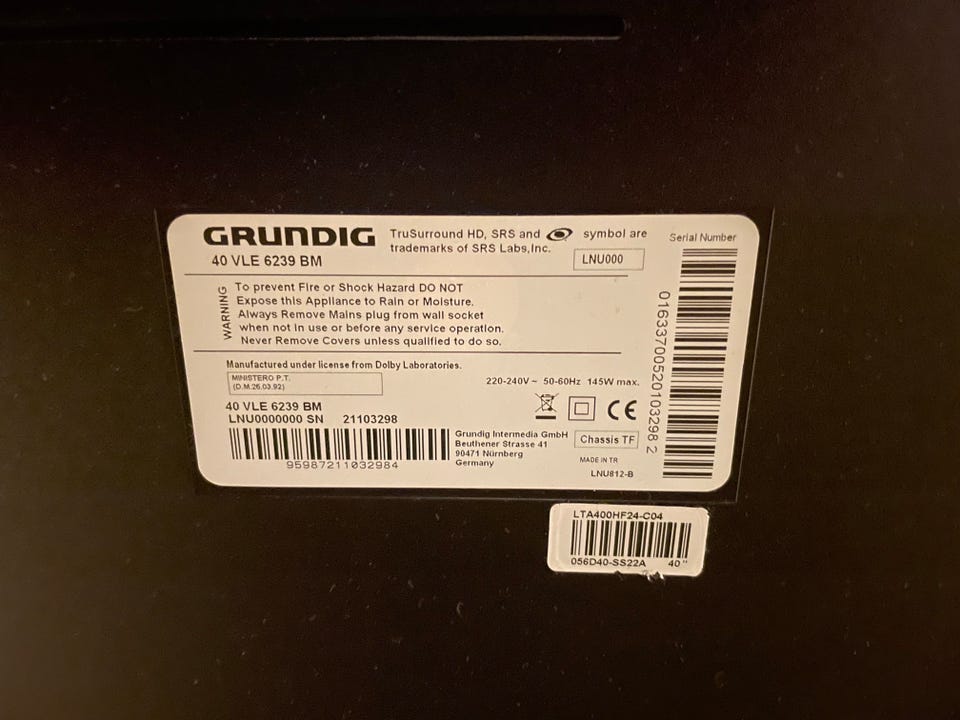 GRUNDIG
40 VLE 6239 BM
TruSurround HD, SRS and symbol are
trademarks of SRS Labs,Inc.
LNU000
Serial Number
WARNING
To prevent Fire or Shock Hazard DO NOT
Expose this Appliance to Rain or Moisture.
Always Remove Mains plug from wall socket
when not in use or before any service operation.
Never Remove Covers unless qualified to do so.
01633700520103298 2
Manufactured under license from Dolby Laboratories.
MINISTERO P.T.
(D.M.26.03.92)
220-240V ~ 50-60Hz 145W max.
40 VLE 6239 BM
LNU0000000 SN 21103298
95987211032984
CE
Grundig Intermedia GmbH
Beuthener Strasse 41
90471 Nürnberg
Germany
Chassis TF
MADE IN TR
LNU812-B
LTA400HF24-C04
056D40-SS22A 40"